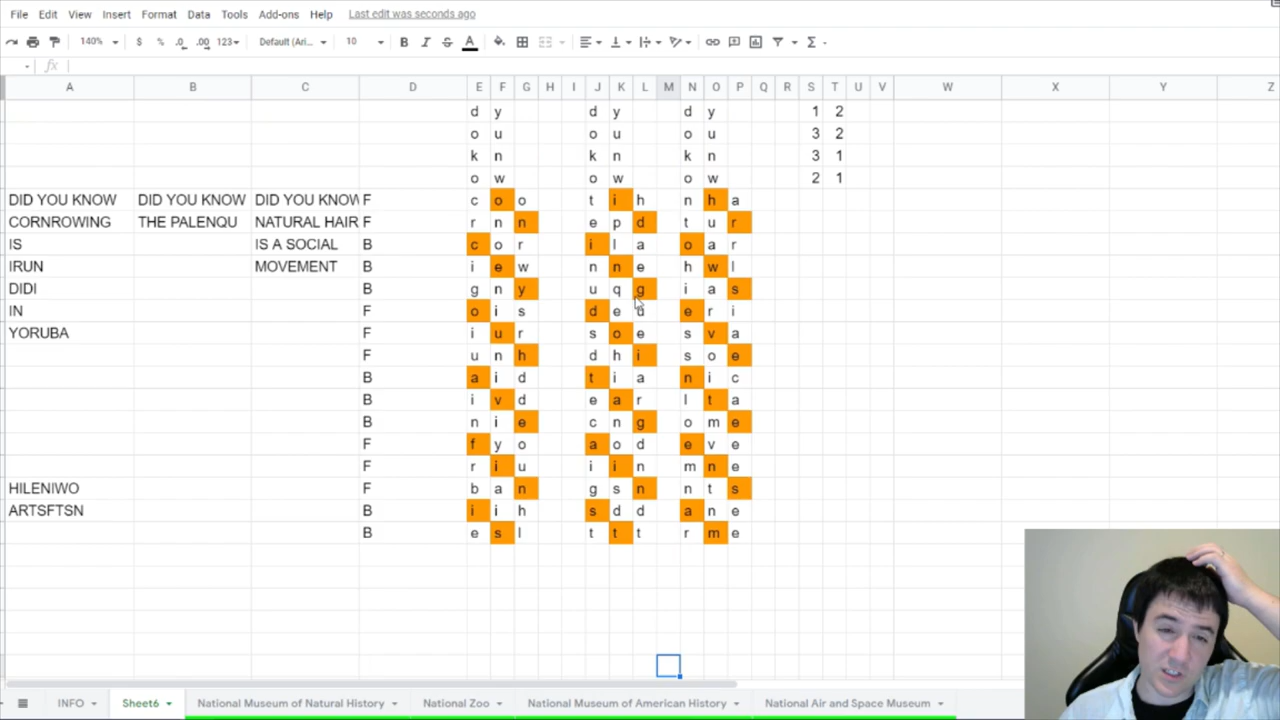 File Edit View Insert Format Data Tools Add-ons Help Last edit was seconds ago
140% $ % .0 .00 123 Default (Ari... 10 B I S A
fx
A B C D E F G H I J K L M N O P Q R S T U V W X Y Z
d y d y d y 1 2
o u o u o u 3 2
k n k n k n 3 1
o w o w o w 2 1
DID YOU KNOW DID YOU KNOW DID YOU KNOW F c o o t i h n h a
CORNROWING THE PALENQU NATURAL HAIR F r n n e p d t u r
IS IS A SOCIAL B c o r i l a o a r
IRUN MOVEMENT B i e w n n e h w l
DIDI B g n y u q g i a s
IN F o i s d e u e r i
YORUBA F i u r s o e s v a
F u n h d h i s o e
B a i d t i a n i c
B i v d e a r l t a
B n i e c n g o m e
F f y o a o d e v e
F r i u i i n m n e
HILENIWO F b a n g s n n t s
ARTSFTSN B i i h s d d a n e
B e s l t t t r m e
INFO Sheet6 National Museum of Natural History National Zoo National Museum of American History National Air and Space Museum